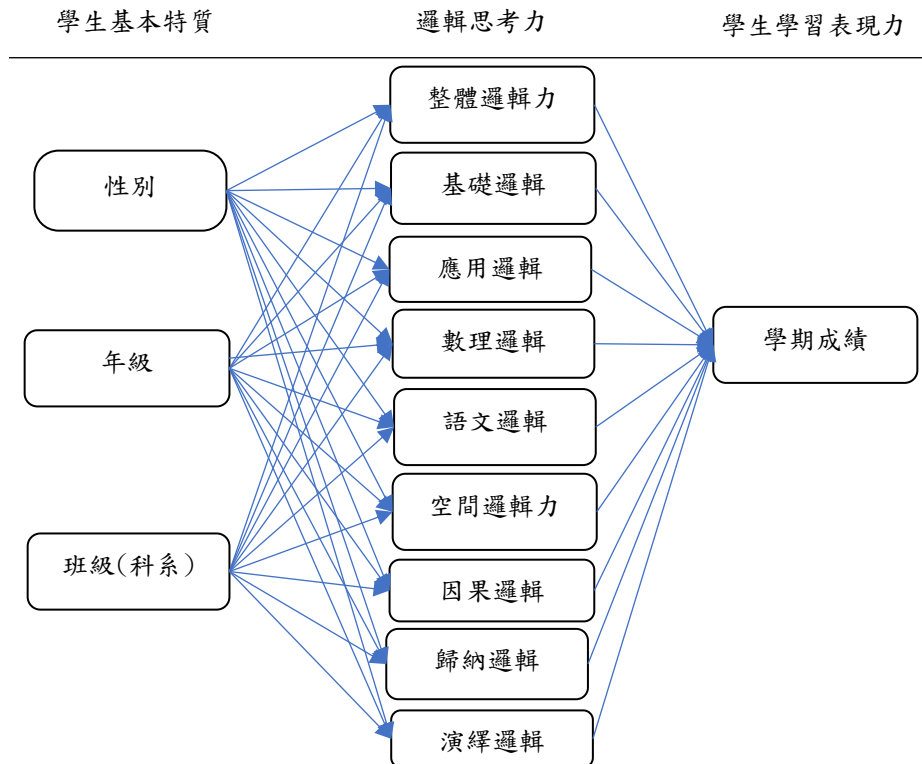 學生基本特質
邏輯思考力
學生學習表現力
整體邏輯力
性別
基礎邏輯
應用邏輯
年級
數理邏輯
學期成績
語文邏輯
空間邏輯力
班級(科系)
因果邏輯
歸納邏輯
演繹邏輯